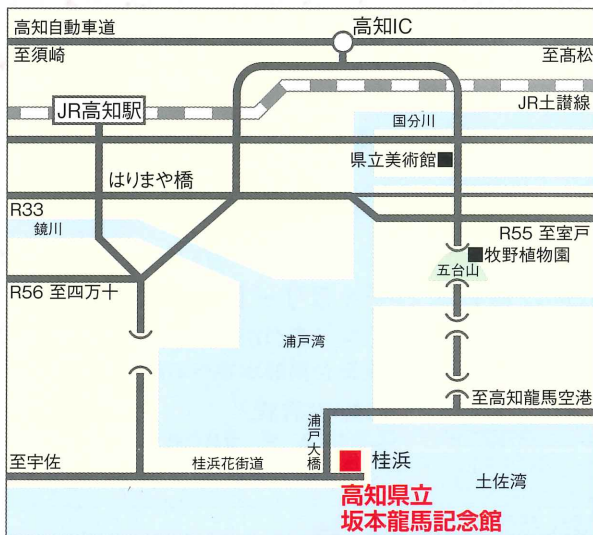 高知自動車道
高知IC
至須崎
至髙松
JR高知駅
JR土讃線
国分川
県立美術館
はりまや橋
R33
鏡川
R55 至室戸
牧野植物園
五台山
R56 至四万十
浦戸湾
至高知龍馬空港
浦戸大橋
至宇佐
桂浜花街道
桂浜
土佐湾
高知県立
坂本龍馬記念館